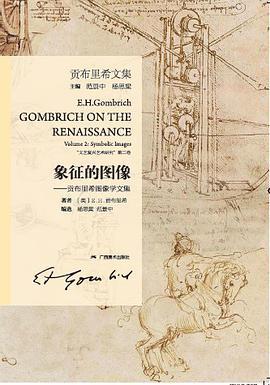 贡布里希文集
主编 范景中 杨思梁
E.H.Gombrich
GOMBRICH ON THE
RENAISSANCE
Volume 2: Symbolic Images
"文艺复兴艺术研究"第二卷
象征的图像
——贡布里希图像学文集
著者 [英] E.H.贡布里希
编选 杨思梁 范景中
E H Gombrich
广西美术出版社